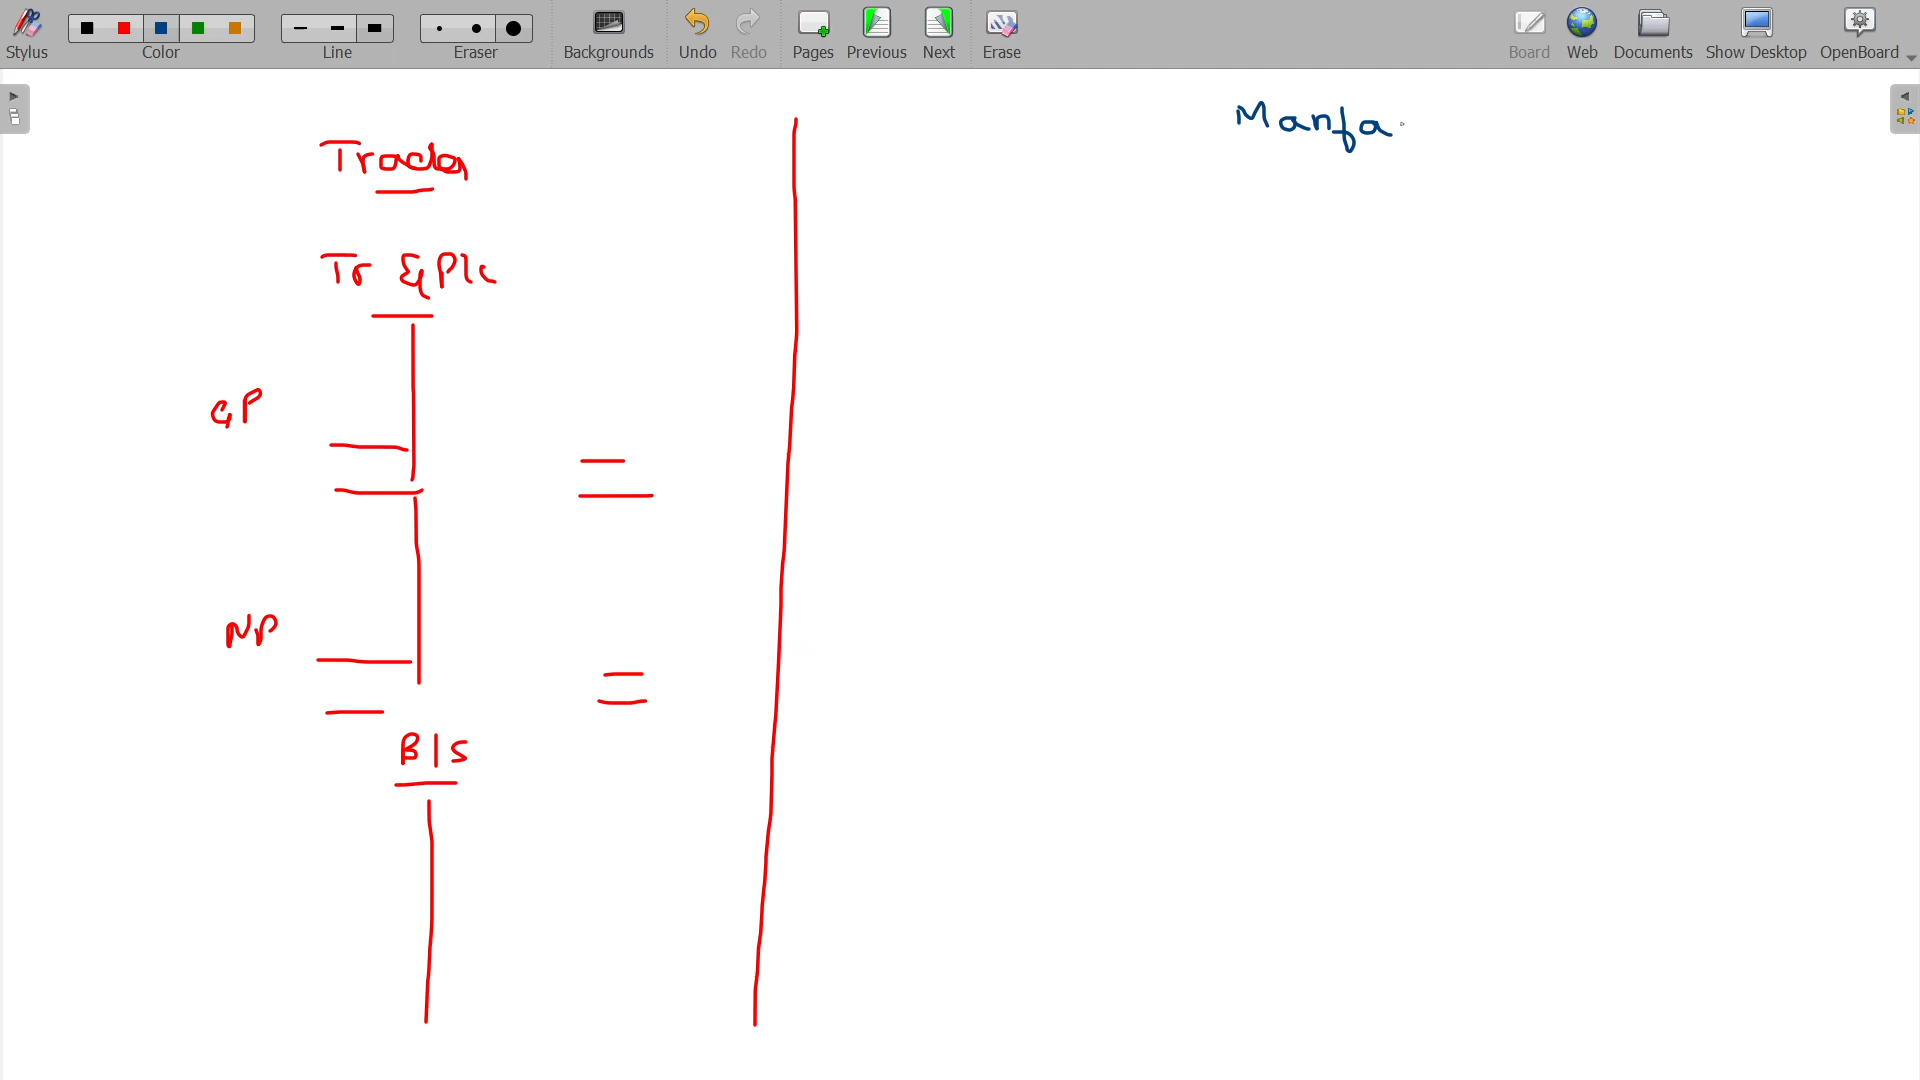 Stylus Color Line Eraser Backgrounds Undo Redo Pages Previous Next Erase Board Web Documents Show Desktop OpenBoard
Manfa
Trader
Tr & Plc
GP
NP
B/S